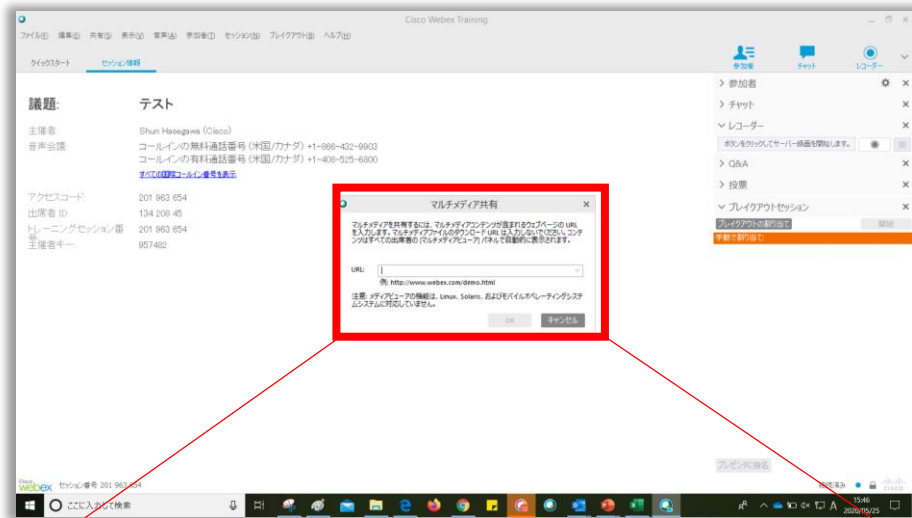 Cisco Webex Training
ファイル(F) 編集(E) 共有(S) 表示(V) 音声(A) 参加者(I) セッション(N) ブレイクアウト(B) ヘルプ(H)
クイックスタート セッション情報
参加者 チャット レコーダー
議題: テスト
主催者: Shun Hasegawa (Cisco)
音声会議: コールインの無料通話番号 (米国/カナダ) +1-866-432-9903
コールインの有料通話番号 (米国/カナダ) +1-408-525-6800
すべての国際コールイン番号を表示
アクセスコード: 201 963 654
出席者 ID: 134 208 45
トレーニングセッション番号: 201 963 654
主催者キー: 957482
参加者
チャット
レコーダー
ボタンをクリックしてサーバー録画を開始します。
Q&A
投票
ブレイクアウトセッション
ブレイクアウトの割り当て 開始
手動で割り当て
マルチメディア共有
マルチメディアを共有するには、マルチメディアコンテンツが含まれるウェブページの URL
を入力します。マルチメディアファイルのダウンロード URL は入力しないでください。コンテ
ンツはすべての出席者の [マルチメディアビューア] パネルで自動的に表示されます。
URL:
例: http://www.webex.com/demo.html
注意: メディアビューアの機能は、Linux、Solaris、およびモバイルオペレーティングシステ
ムシステムに対応していません。
OK キャンセル
プレゼンタに指名
Cisco webex セッション番号 201 963 654 接続済み cisco
ここに入力して検索
A 15:46
2020/05/25